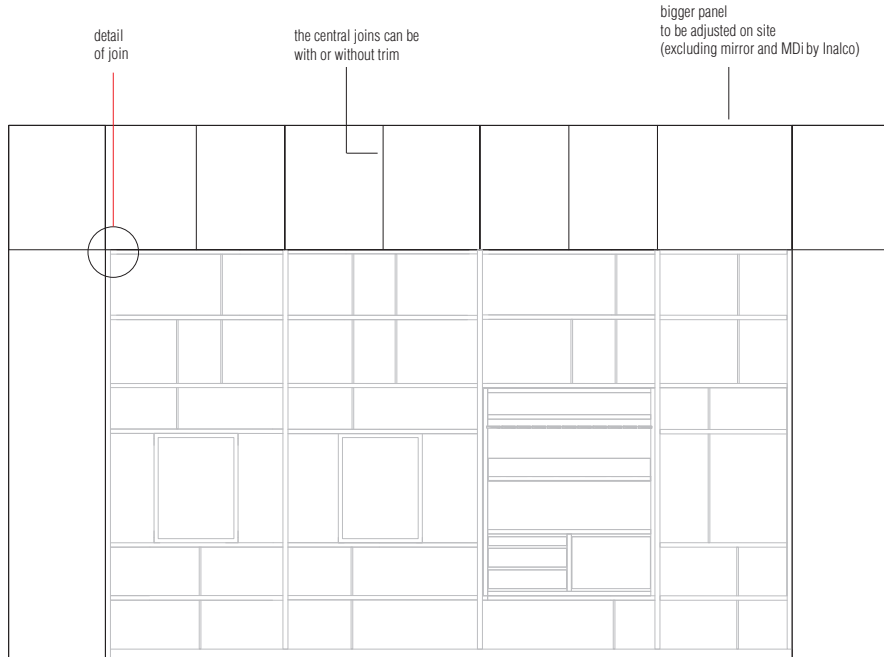 detail
of join
the central joins can be
with or without trim
bigger panel
to be adjusted on site
(excluding mirror and MDi by Inalco)